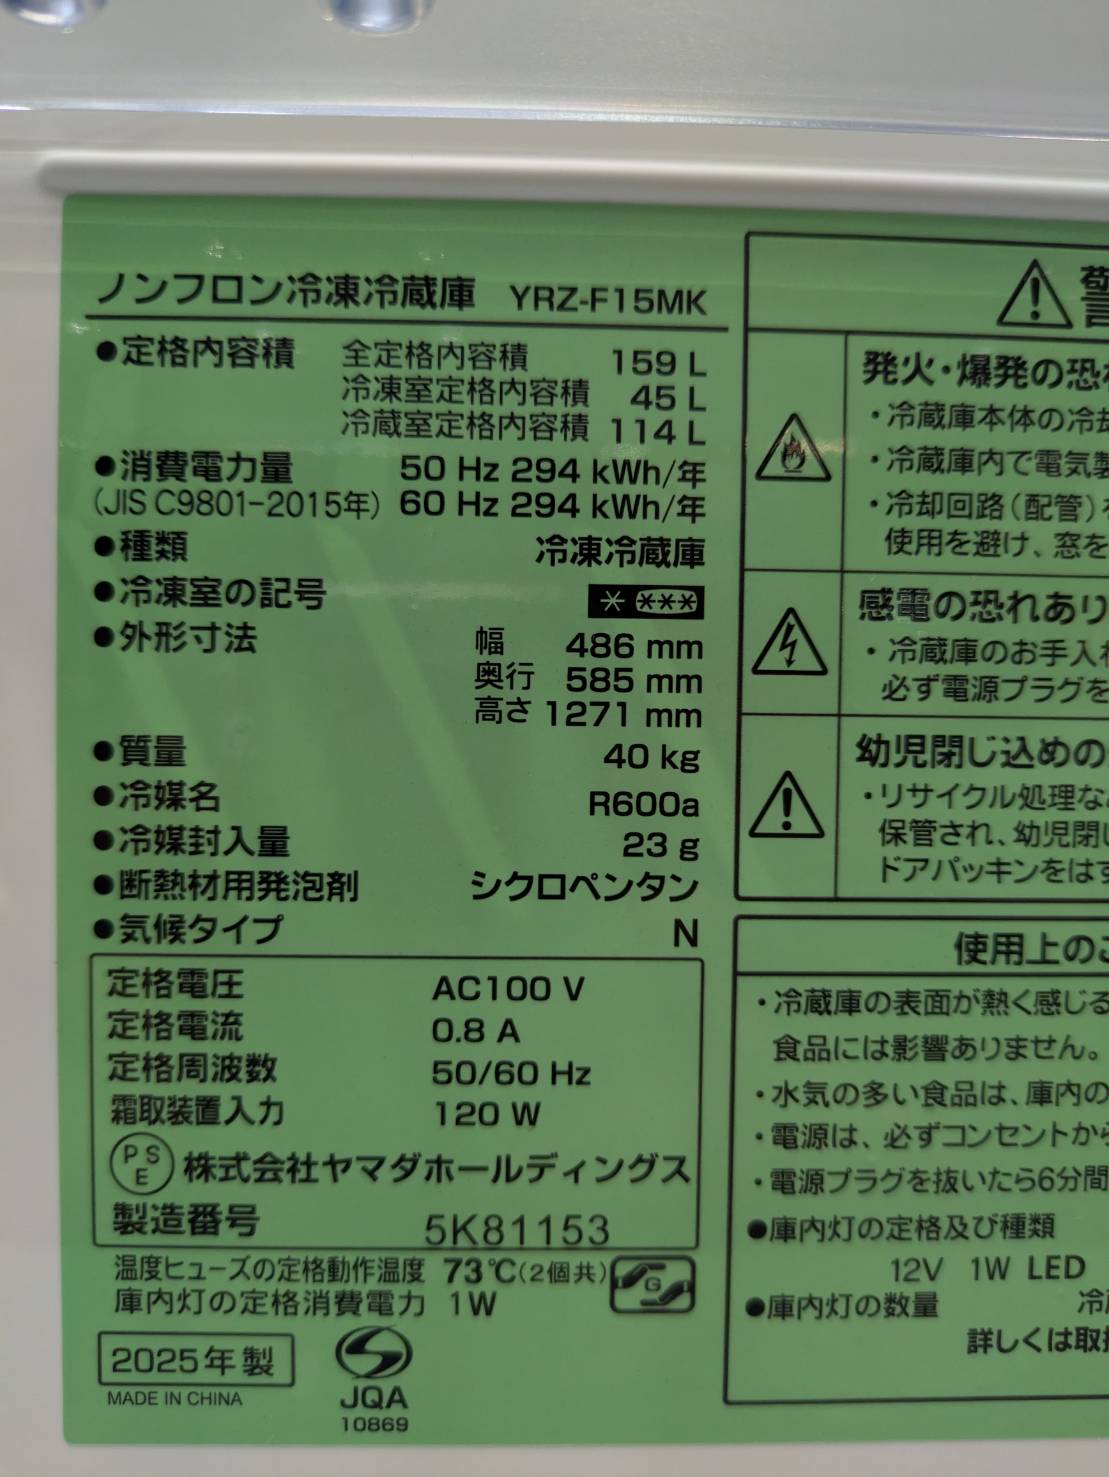 ノンフロン冷凍冷蔵庫 YRZ-F15MK
●定格内容積 全定格内容積 159 L
冷凍室定格内容積 45 L
冷蔵室定格内容積 114 L
●消費電力量 50 Hz 294 kWh/年
(JIS C9801-2015年) 60 Hz 294 kWh/年
●種類 冷凍冷蔵庫
●冷凍室の記号 * ***
●外形寸法 幅 486 mm
奥行 585 mm
高さ 1271 mm
●質量 40 kg
●冷媒名 R600a
●冷媒封入量 23 g
●断熱材用発泡剤 シクロペンタン
●気候タイプ N
定格電圧 AC100 V
定格電流 0.8 A
定格周波数 50/60 Hz
霜取装置入力 120 W
PSE 株式会社ヤマダホールディングス
製造番号 5K81153
温度ヒューズの定格動作温度 73℃(2個共)
庫内灯の定格消費電力 1W
G
2025年製
MADE IN CHINA
JQA
10869
発火・爆発の恐
・冷蔵庫本体の冷
・冷蔵庫内で電気
・冷却回路(配管)
使用を避け、窓を
感電の恐れあり
・冷蔵庫のお手入
必ず電源プラグを
幼児閉じ込めの
・リサイクル処理な
保管され、幼児閉
ドアパッキンをはす
使用上のご
・冷蔵庫の表面が熱く感じる
食品には影響ありません。
・水気の多い食品は、庫内の
・電源は、必ずコンセントから
・電源プラグを抜いたら6分間
●庫内灯の定格及び種類
12V 1W LED
●庫内灯の数量 冷
詳しくは取